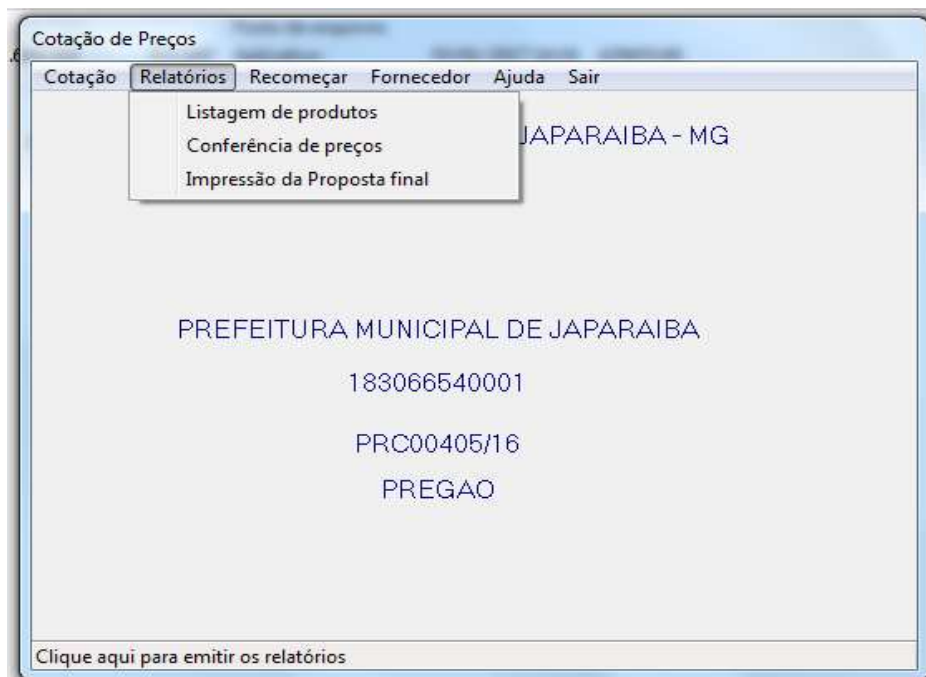 Cotação de Preços
Cotação Relatórios Recomeçar Fornecedor Ajuda Sair
Listagem de produtos
Conferência de preços
Impressão da Proposta final
JAPARAIBA - MG
PREFEITURA MUNICIPAL DE JAPARAIBA
183066540001
PRC00405/16
PREGAO
Clique aqui para emitir os relatórios